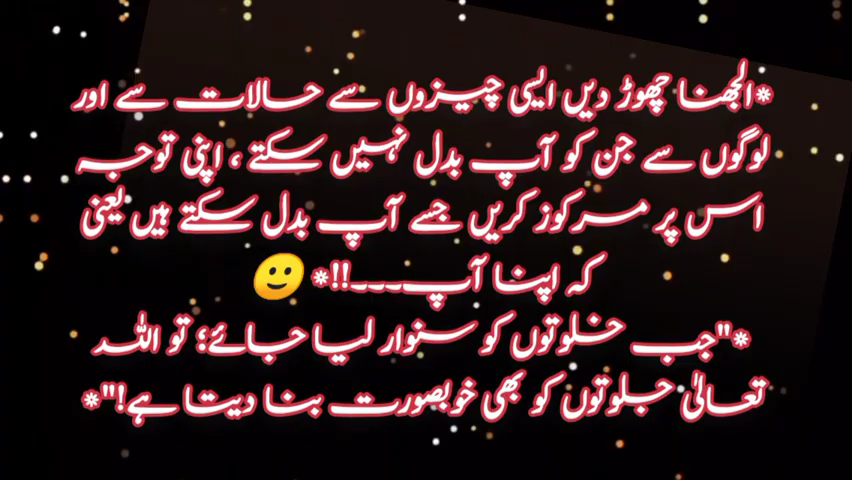 *الجھنا چھوڑ دیں ایسی چیزوں سے حالات سے اور
لوگوں سے جن کو آپ بدل نہیں سکتے ، اپنی توجہ
اس پر مرکوز کریں جسے آپ بدل سکتے ہیں یعنی
کہ اپنا آپ۔۔۔۔!!* 🙂
*"جب خلوتوں کو سنوار لیا جائے؛ تو اللہ
تعالیٰ جلوتوں کو بھی خوبصورت بنا دیتا ہے!"*